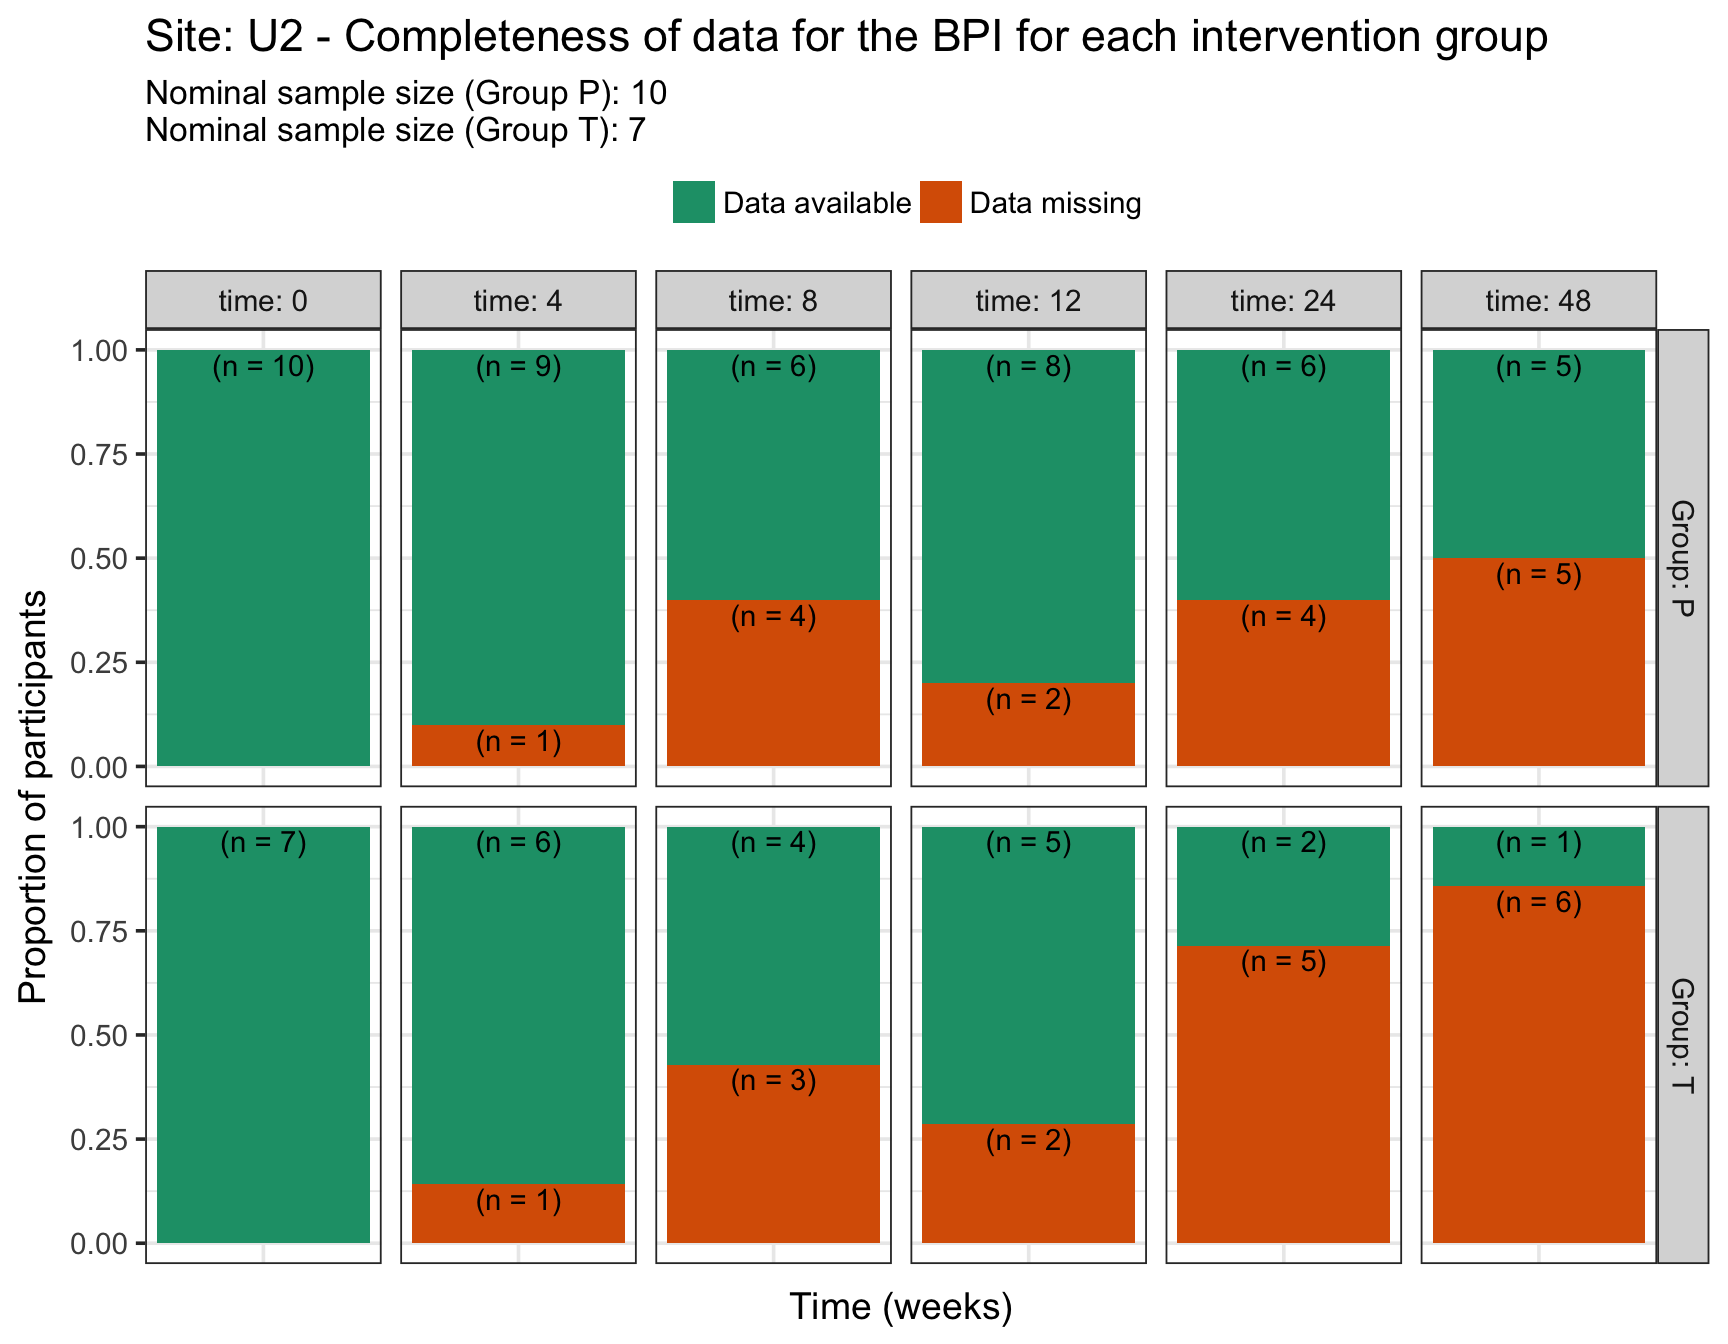 Site: U2 - Completeness of data for the BPI for each intervention group
Nominal sample size (Group P): 10
Nominal sample size (Group T): 7
Data available Data missing
time: 0 time: 4 time: 8 time: 12 time: 24 time: 48
1.00
0.75
0.50
0.25
0.00
(n = 10) (n = 9) (n = 6) (n = 8) (n = 6) (n = 5)
(n = 1) (n = 4) (n = 2) (n = 4) (n = 5)
Group: P
1.00
0.75
0.50
0.25
0.00
(n = 7) (n = 6) (n = 4) (n = 5) (n = 2) (n = 1)
(n = 1) (n = 3) (n = 2) (n = 5) (n = 6)
Group: T
Proportion of participants
Time (weeks)